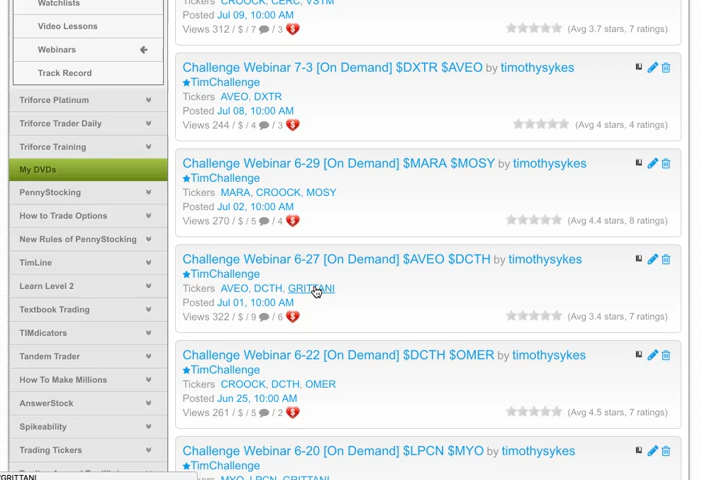 Watchlists
Video Lessons
Webinars
Track Record
Triforce Platinum
Triforce Trader Daily
Triforce Training
My DVDs
PennyStocking
How to Trade Options
New Rules of PennyStocking
TimLine
Learn Level 2
Textbook Trading
TIMdicators
Tandem Trader
How To Make Millions
AnswerStock
Spikeability
Trading Tickers
/GRITTANI
Tickers CROOCK, CERC, VSTM
Posted Jul 09, 10:00 AM
Views 312 / $ / 7 / 3
(Avg 3.7 stars, 7 ratings)
Challenge Webinar 7-3 [On Demand] $DXTR $AVEO by timothysykes
TimChallenge
Tickers AVEO, DXTR
Posted Jul 08, 10:00 AM
Views 244 / $ / 4 / 3
(Avg 4 stars, 4 ratings)
Challenge Webinar 6-29 [On Demand] $MARA $MOSY by timothysykes
TimChallenge
Tickers MARA, CROOCK, MOSY
Posted Jul 02, 10:00 AM
Views 270 / $ / 5 / 4
(Avg 4.4 stars, 8 ratings)
Challenge Webinar 6-27 [On Demand] $AVEO $DCTH by timothysykes
TimChallenge
Tickers AVEO, DCTH, GRITTANI
Posted Jul 01, 10:00 AM
Views 322 / $ / 9 / 6
(Avg 3.4 stars, 7 ratings)
Challenge Webinar 6-22 [On Demand] $DCTH $OMER by timothysykes
TimChallenge
Tickers CROOCK, DCTH, OMER
Posted Jun 25, 10:00 AM
Views 261 / $ / 5 / 2
(Avg 4.5 stars, 7 ratings)
Challenge Webinar 6-20 [On Demand] $LPCN $MYO by timothysykes
TimChallenge
Tickers MYO, LPCN, GRITTANI